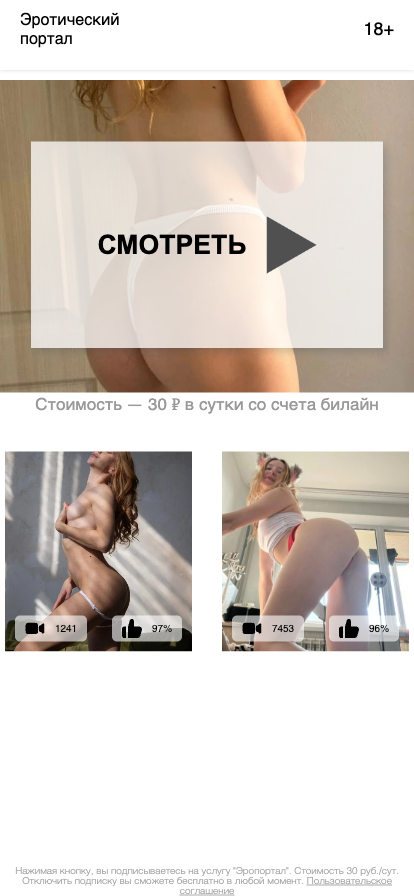 Эротический
портал
18+
СМОТРЕТЬ
Стоимость — 30 ₽ в сутки со счета билайн
1241
97%
7453
96%
Нажимая кнопку, вы подписываетесь на услугу "Эропортал". Стоимость 30 руб./сут.
Отключить подписку вы сможете бесплатно в любой момент. Пользовательское
соглашение